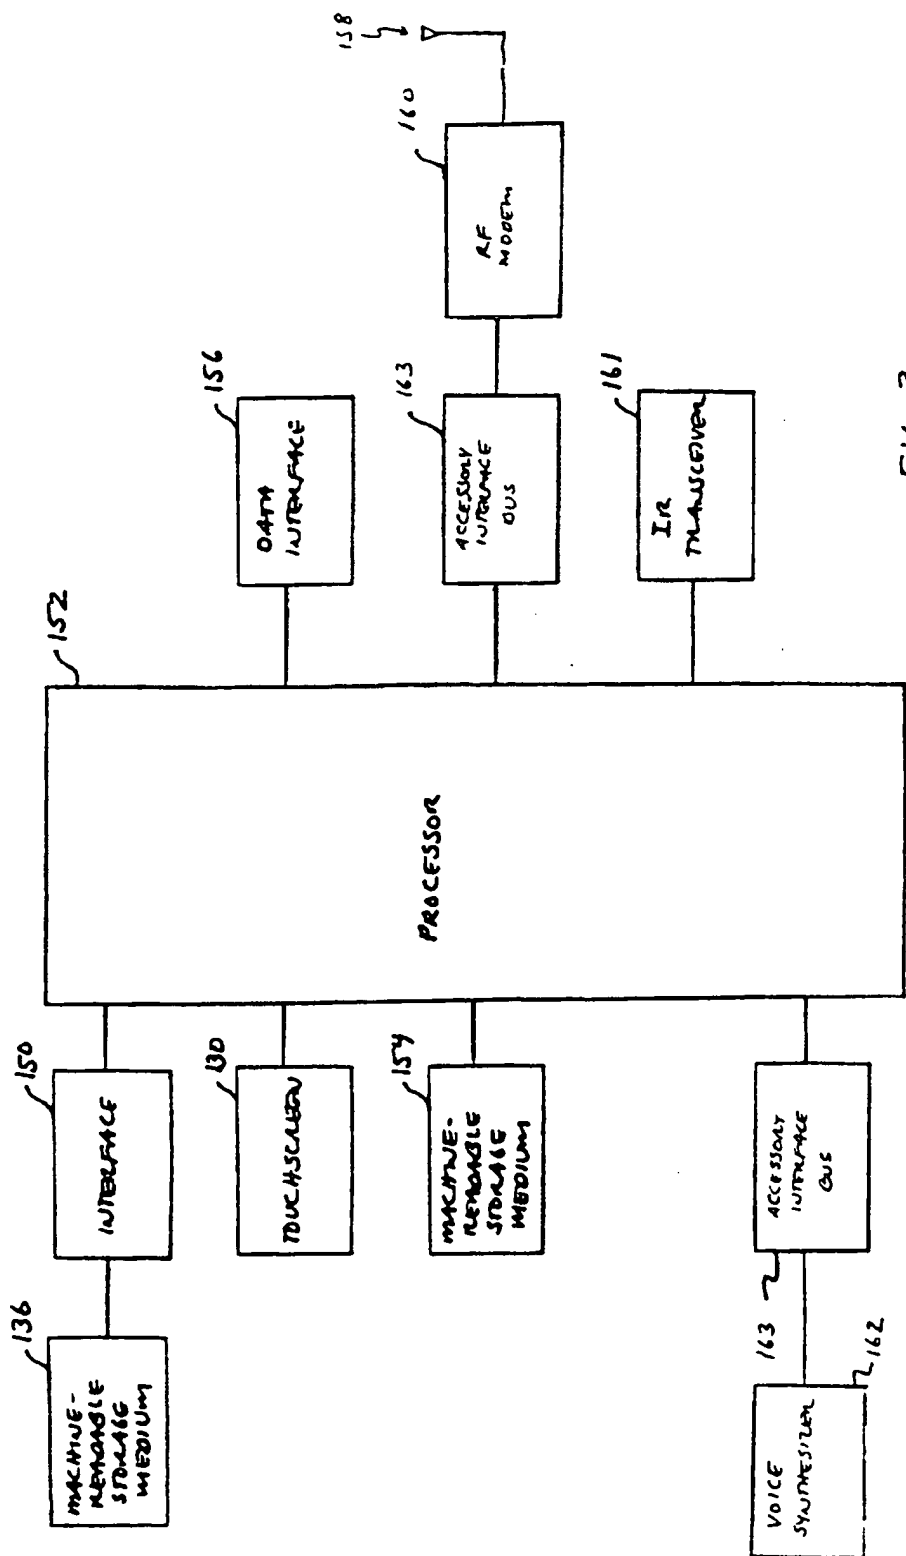 136
MACHINE-
READABLE
STORAGE
MEDIUM
150
INTERFACE
152
PROCESSOR
130
TOUCHSCREEN
156
DATA
INTERFACE
154
MACHINE-
READABLE
STORAGE
MEDIUM
163
ACCESSORY
INTERFACE
BUS
160
RF
MODEM
158
161
IR
TRANSCEIVER
162
VOICE
SYNTHESIZER
163
ACCESSORY
INTERFACE
BUS